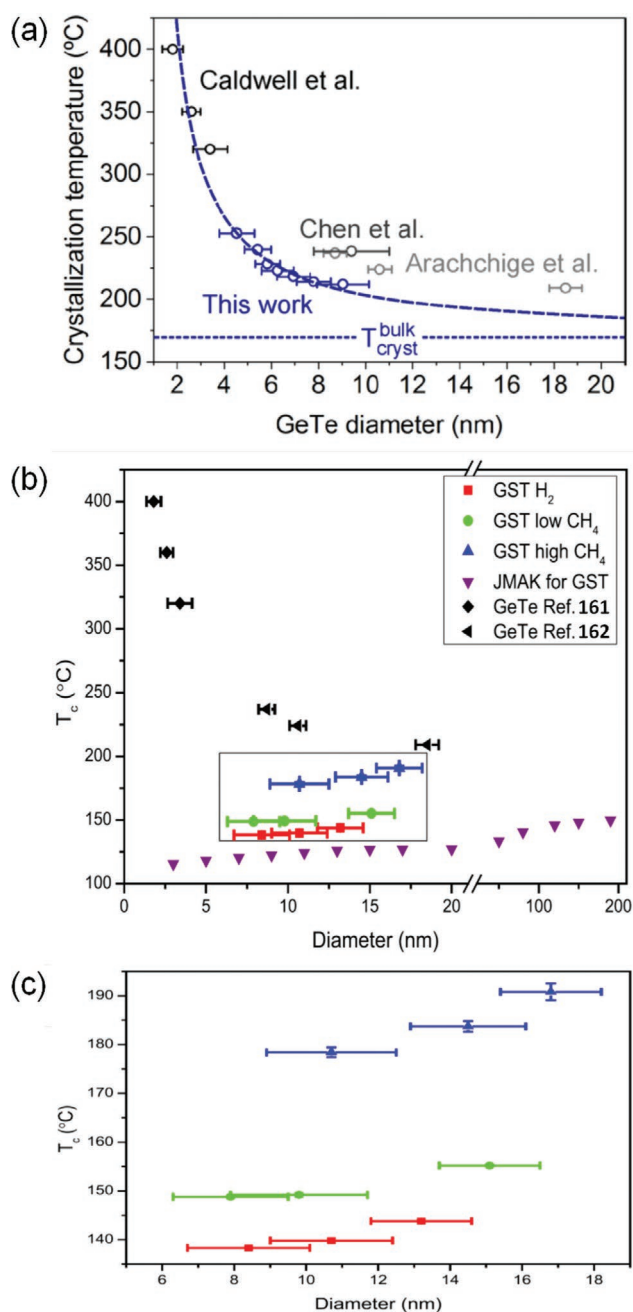 (a)
Crystallization temperature (ºC)
400
350
300
250
200
150
Caldwell et al.
Chen et al.
Arachchige et al.
This work
T_cryst^bulk
2 4 6 8 10 12 14 16 18 20
GeTe diameter (nm)
(b)
T_c (°C)
400
350
300
250
200
150
100
GST H₂
GST low CH₄
GST high CH₄
JMAK for GST
GeTe Ref. 161
GeTe Ref. 162
0 5 10 15 20 100 200
Diameter (nm)
(c)
T_c (°C)
190
180
170
160
150
140
6 8 10 12 14 16 18
Diameter (nm)